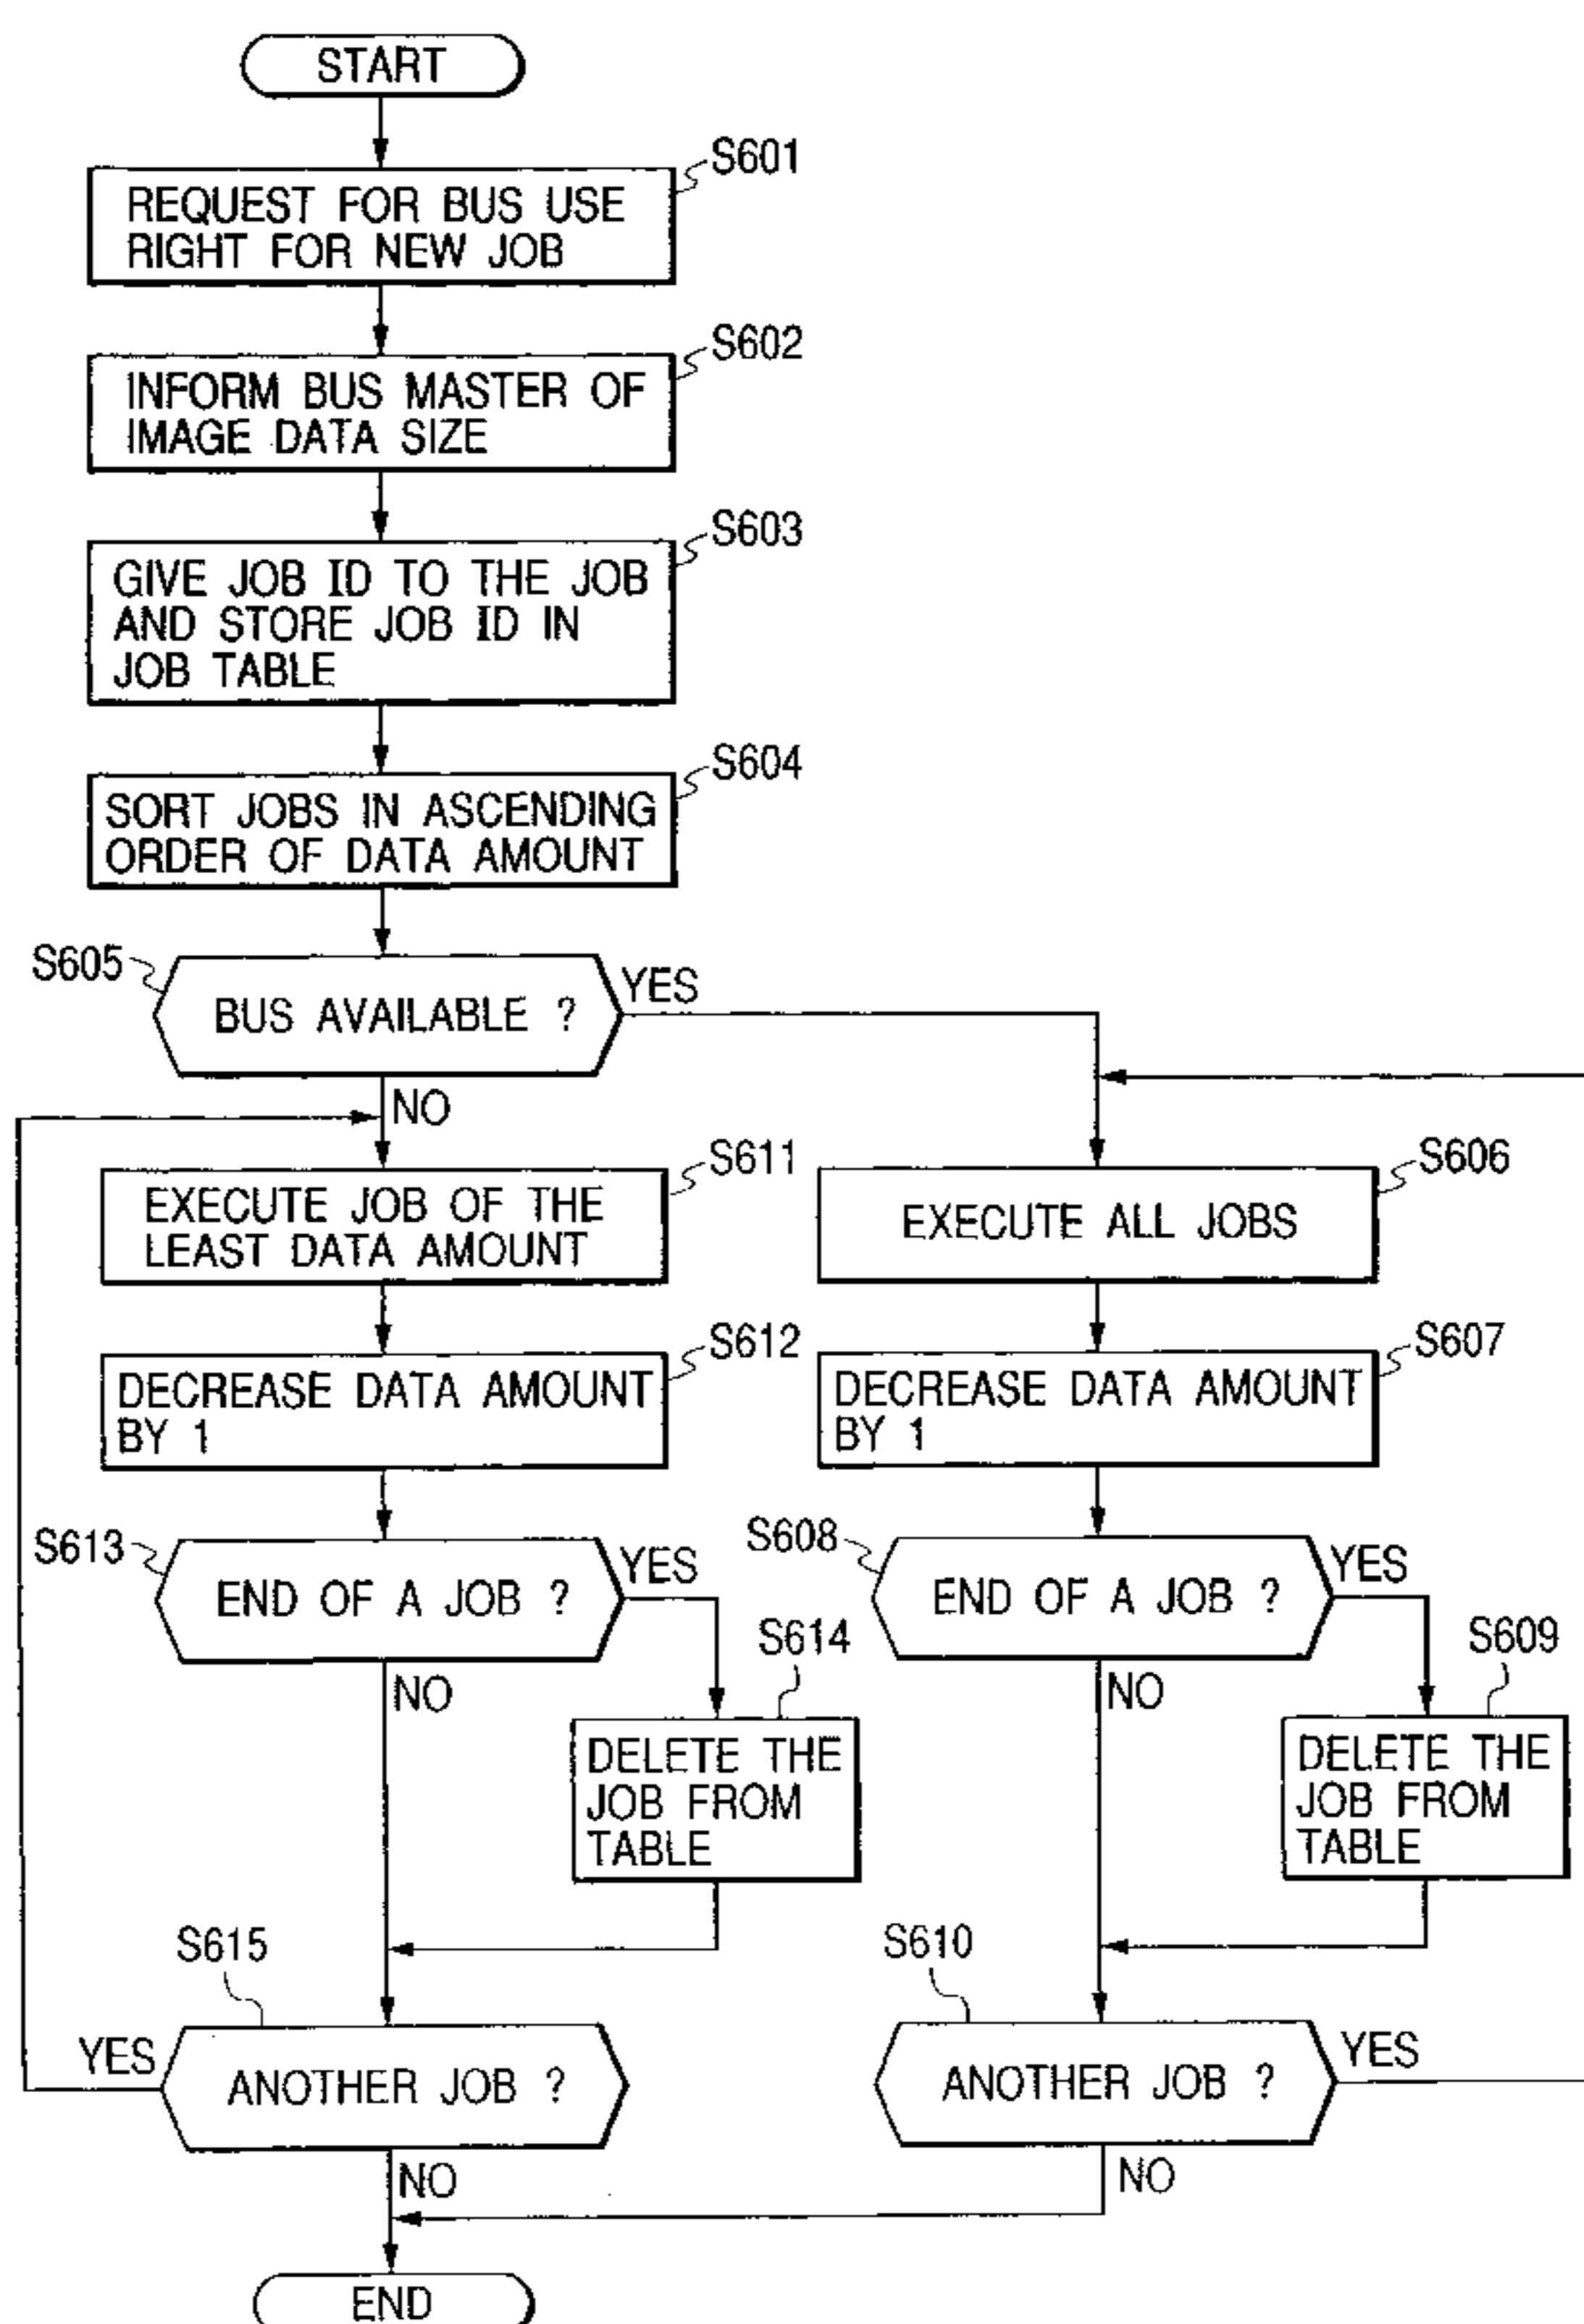 START
S601
REQUEST FOR BUS USE
RIGHT FOR NEW JOB
S602
INFORM BUS MASTER OF
IMAGE DATA SIZE
S603
GIVE JOB ID TO THE JOB
AND STORE JOB ID IN
JOB TABLE
S604
SORT JOBS IN ASCENDING
ORDER OF DATA AMOUNT
S605
BUS AVAILABLE ?
YES
NO
S611
EXECUTE JOB OF THE
LEAST DATA AMOUNT
S606
EXECUTE ALL JOBS
S612
DECREASE DATA AMOUNT
BY 1
S607
DECREASE DATA AMOUNT
BY 1
S613
END OF A JOB ?
YES
NO
S608
END OF A JOB ?
YES
NO
S614
DELETE THE
JOB FROM
TABLE
S609
DELETE THE
JOB FROM
TABLE
S615
YES
ANOTHER JOB ?
NO
S610
ANOTHER JOB ?
YES
NO
END